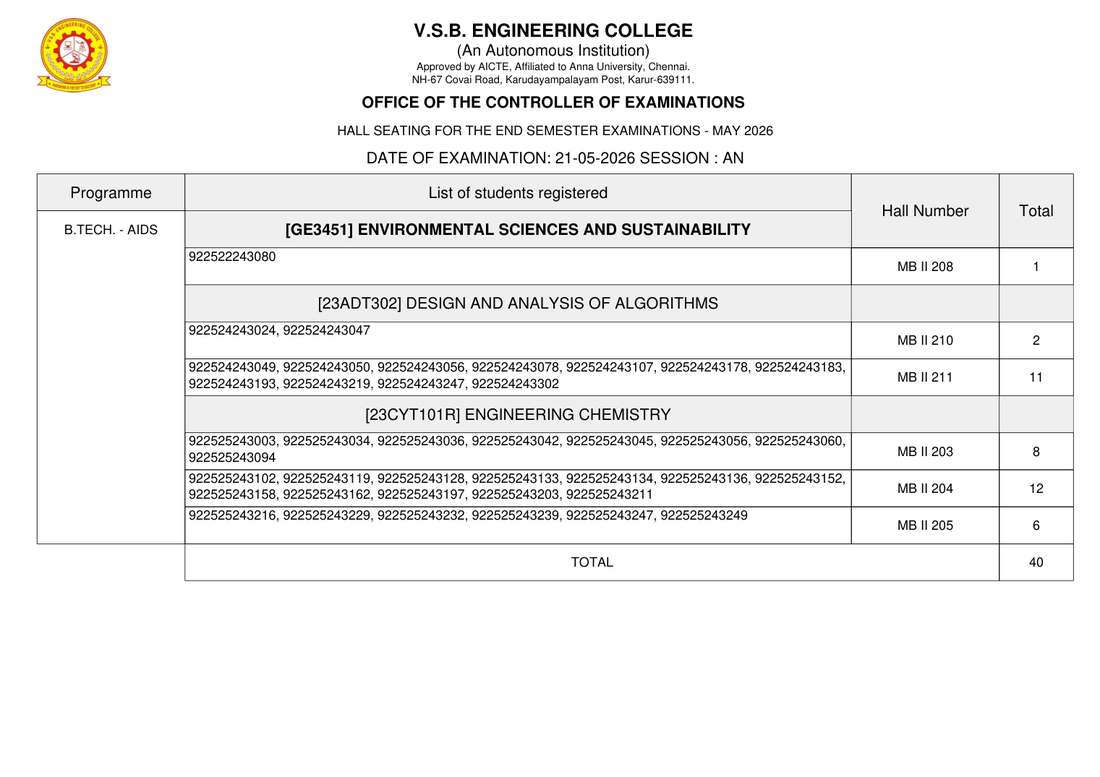 V.S.B. ENGINEERING COLLEGE
(An Autonomous Institution)
Approved by AICTE, Affiliated to Anna University, Chennai.
NH-67 Covai Road, Karudayampalayam Post, Karur-639111.
OFFICE OF THE CONTROLLER OF EXAMINATIONS
HALL SEATING FOR THE END SEMESTER EXAMINATIONS - MAY 2026
DATE OF EXAMINATION: 21-05-2026 SESSION : AN
Programme List of students registered Hall Number Total
B.TECH. - AIDS [GE3451] ENVIRONMENTAL SCIENCES AND SUSTAINABILITY
922522243080 MB II 208 1
[23ADT302] DESIGN AND ANALYSIS OF ALGORITHMS
922524243024, 922524243047 MB II 210 2
922524243049, 922524243050, 922524243056, 922524243078, 922524243107, 922524243178, 922524243183,
922524243193, 922524243219, 922524243247, 922524243302 MB II 211 11
[23CYT101R] ENGINEERING CHEMISTRY
922525243003, 922525243034, 922525243036, 922525243042, 922525243045, 922525243056, 922525243060,
922525243094 MB II 203 8
922525243102, 922525243119, 922525243128, 922525243133, 922525243134, 922525243136, 922525243152,
922525243158, 922525243162, 922525243197, 922525243203, 922525243211 MB II 204 12
922525243216, 922525243229, 922525243232, 922525243239, 922525243247, 922525243249 MB II 205 6
TOTAL 40